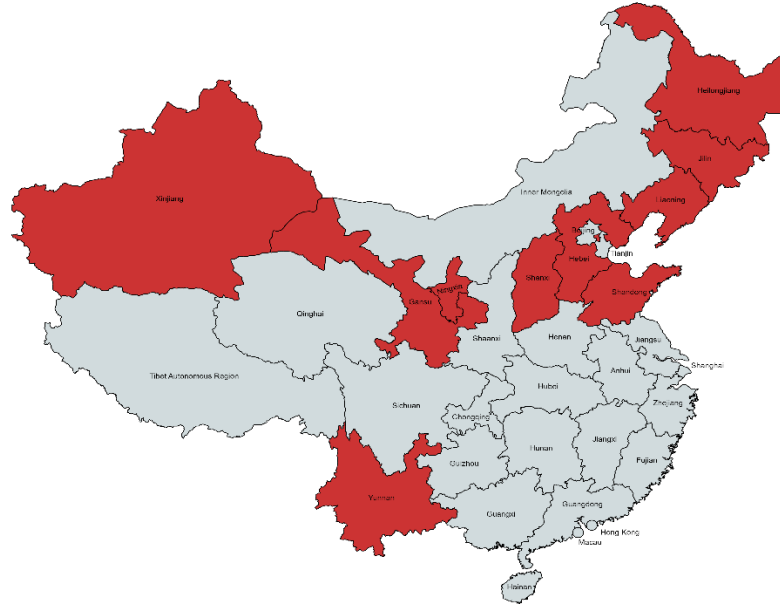 Heilongjiang
Jilin
Xinjiang
Inner Mongolia
Liaoning
Beijing
Tianjin
Hebei
Shanxi
Ningxia
Shandong
Gansu
Qinghai
Shaanxi
Henan
Jiangsu
Shanghai
Anhui
Tibet Autonomous Region
Hubei
Sichuan
Zhejiang
Chongqing
Jiangxi
Hunan
Fujian
Guizhou
Yunnan
Guangdong
Guangxi
Hong Kong
Macau
Hainan